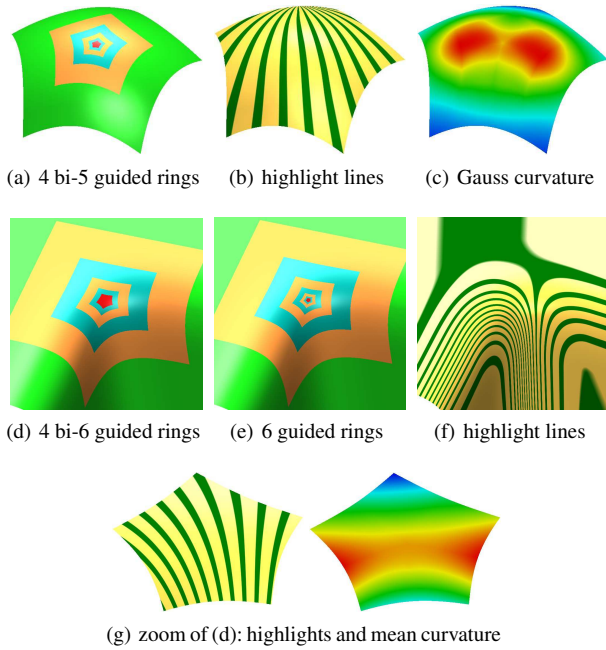 (a) 4 bi-5 guided rings
(b) highlight lines
(c) Gauss curvature
(d) 4 bi-6 guided rings
(e) 6 guided rings
(f) highlight lines
(g) zoom of (d): highlights and mean curvature